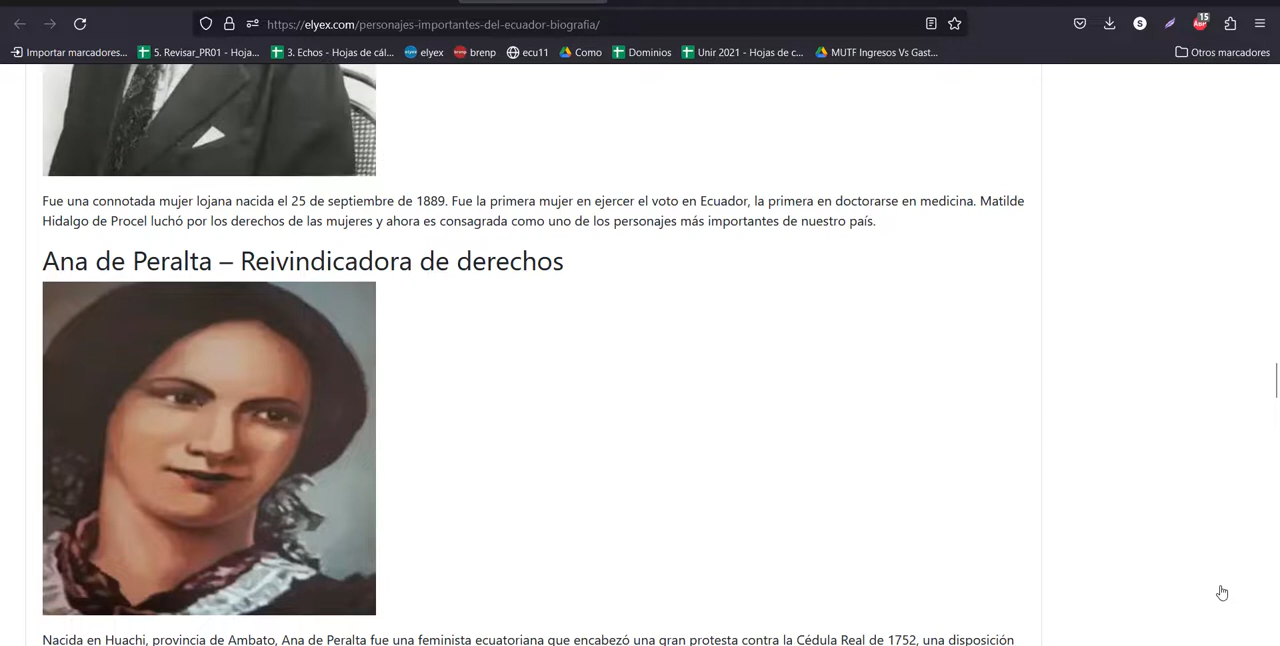 https://elyex.com/personajes-importantes-del-ecuador-biografia/
S
ABP
15
Importar marcadores...
5. Revisar_PR01 - Hoja...
3. Echos - Hojas de cál...
elyex
brenp
ecu11
Como
Dominios
Unir 2021 - Hojas de c...
MUTF Ingresos Vs Gast...
Otros marcadores
Fue una connotada mujer lojana nacida el 25 de septiembre de 1889. Fue la primera mujer en ejercer el voto en Ecuador, la primera en doctorarse en medicina. Matilde
Hidalgo de Procel luchó por los derechos de las mujeres y ahora es consagrada como uno de los personajes más importantes de nuestro país.
Ana de Peralta – Reivindicadora de derechos
Nacida en Huachi, provincia de Ambato, Ana de Peralta fue una feminista ecuatoriana que encabezó una gran protesta contra la Cédula Real de 1752, una disposición